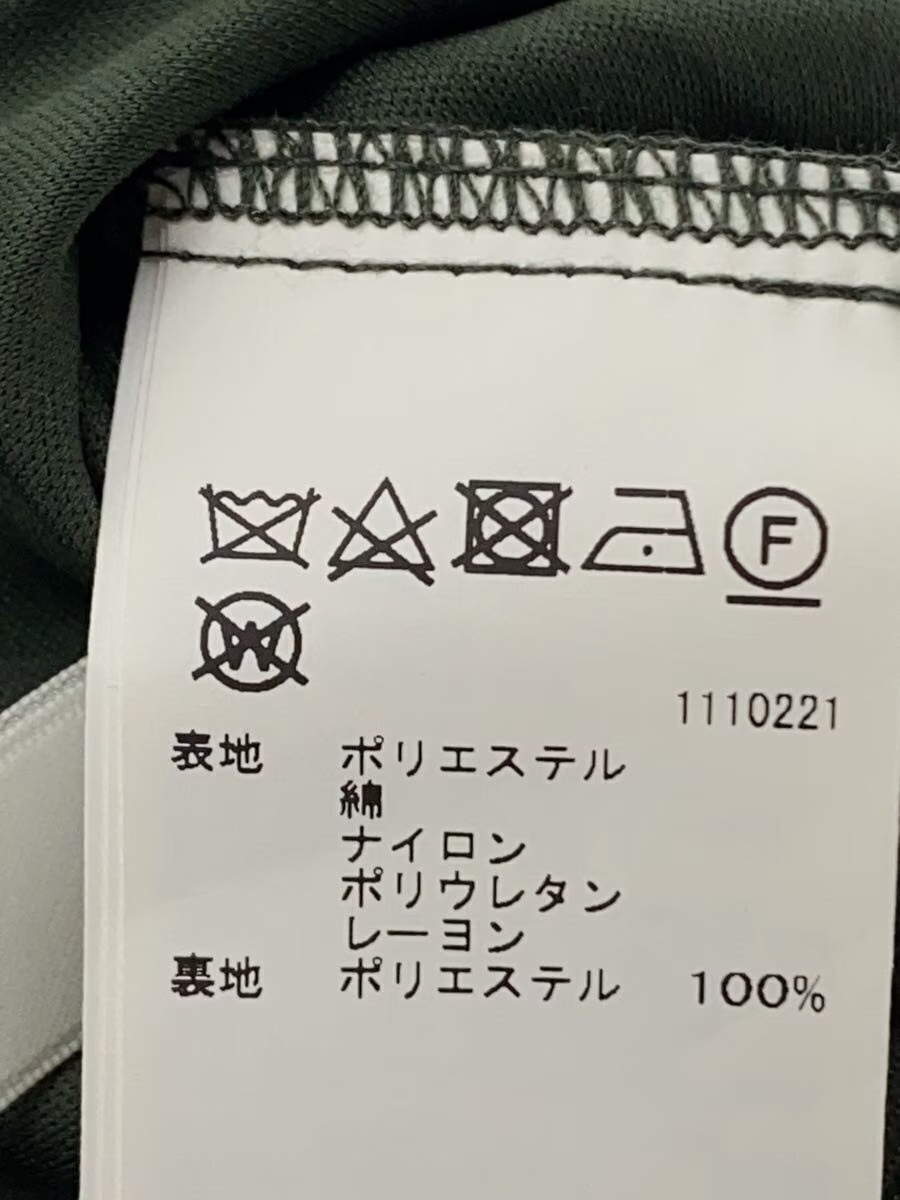 F
W
1110221
表地 ポリエステル
綿
ナイロン
ポリウレタン
レーヨン
裏地 ポリエステル 100%